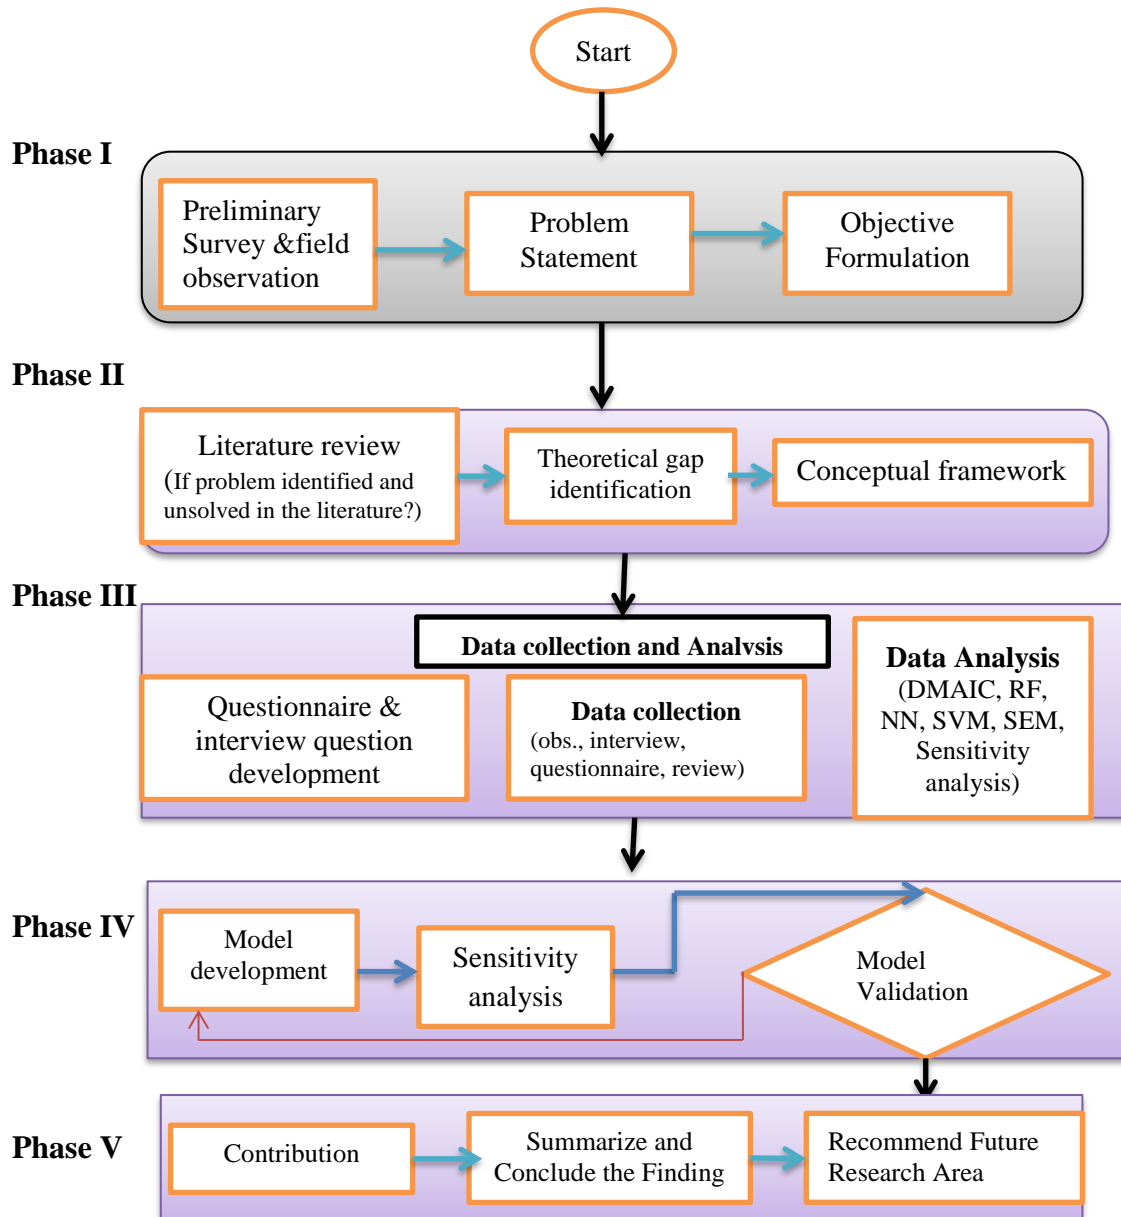 Start
Phase I
Preliminary
Survey &field
observation
Problem
Statement
Objective
Formulation
Phase II
Literature review
(If problem identified and
unsolved in the literature?)
Theoretical gap
identification
Conceptual framework
Phase III
Data collection and Analysis
Questionnaire &
interview question
development
Data collection
(obs., interview,
questionnaire, review)
Data Analysis
(DMAIC, RF,
NN, SVM, SEM,
Sensitivity
analysis)
Phase IV
Model
development
Sensitivity
analysis
Model
Validation
Phase V
Contribution
Summarize and
Conclude the Finding
Recommend Future
Research Area